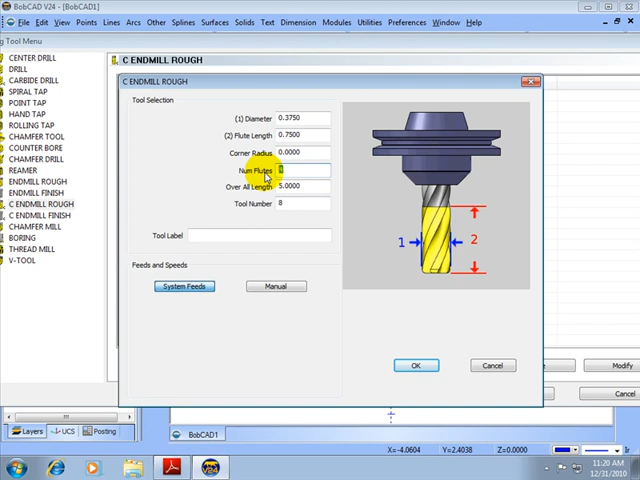 BobCAD V24 - [BobCAD1]
File Edit View Points Lines Arcs Splines Surfaces Solids Text Dimension Modules Utilities Preferences Window Help
ng Tool Menu
CENTER DRILL
DRILL
CARBIDE DRILL
SPIRAL TAP
POINT TAP
HAND TAP
ROLLING TAP
CHAMFER TOOL
COUNTER BORE
CHAMFER DRILL
REAMER
ENDMILL ROUGH
ENDMILL FINISH
C ENDMILL ROUGH
C ENDMILL FINISH
CHAMFER MILL
BORING
THREAD MILL
V-TOOL
C ENDMILL ROUGH
C ENDMILL ROUGH
Tool Selection
(1) Diameter 0.3750
(2) Flute Length 0.7500
Corner Radius 0.0000
Num Flutes
Over All Length 5.0000
Tool Number 8
Tool Label
Feeds and Speeds
System Feeds Manual
1 2
OK Cancel
Modify
Cancel
Layers UCS Posting
BobCAD1
X=-4.0604 Y=2.4038 Z=0.0000
11:20 AM
12/31/2010